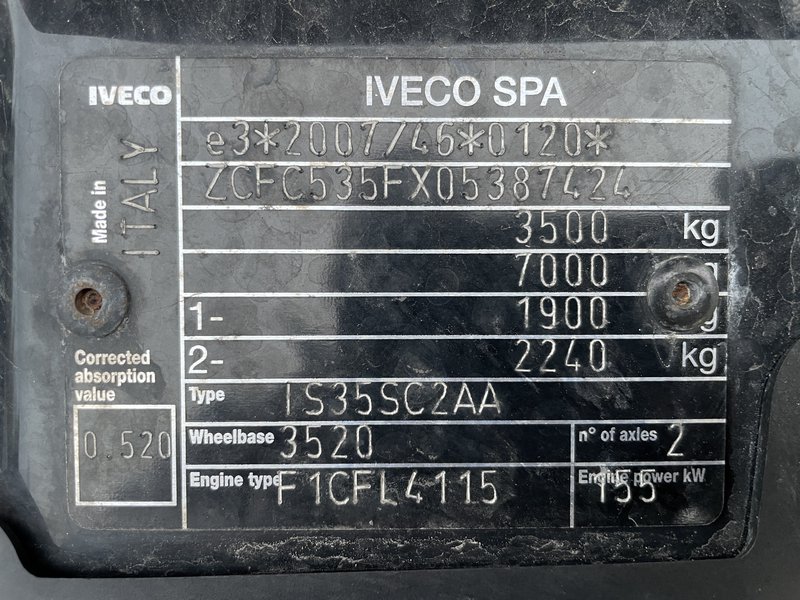 IVECO
IVECO SPA
e3*2007/46*0120*
ZCFC535FX05387424
Made in
ITALY
3500 kg
7000
1- 1900
2- 2240 kg
Corrected
absorption
value
0.520
Type IS35SC2AA
Wheelbase 3520 n° of axles 2
Engine type F1CFL4115 Engine power kW 155